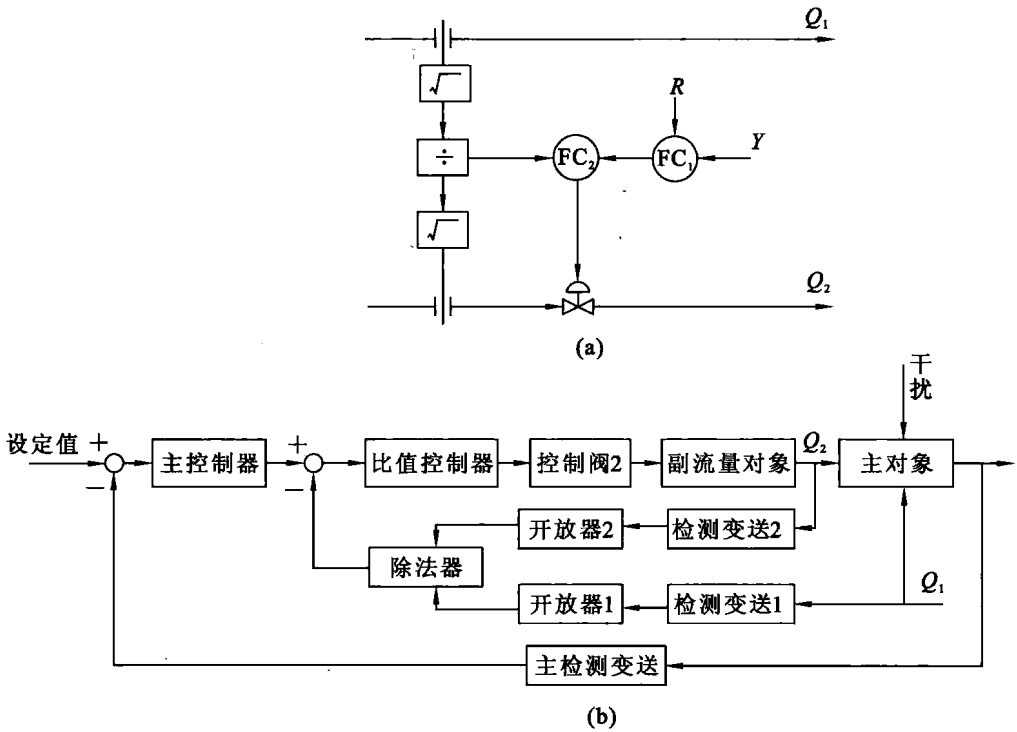 Q₁
√
R
÷
FC₂
FC₁
Y
√
Q₂
(a)
干扰
设定值
+
−
主控制器
+
−
比值控制器
控制阀2
副流量对象
Q₂
主对象
开放器2
检测变送2
除法器
开放器1
检测变送1
Q₁
主检测变送
(b)